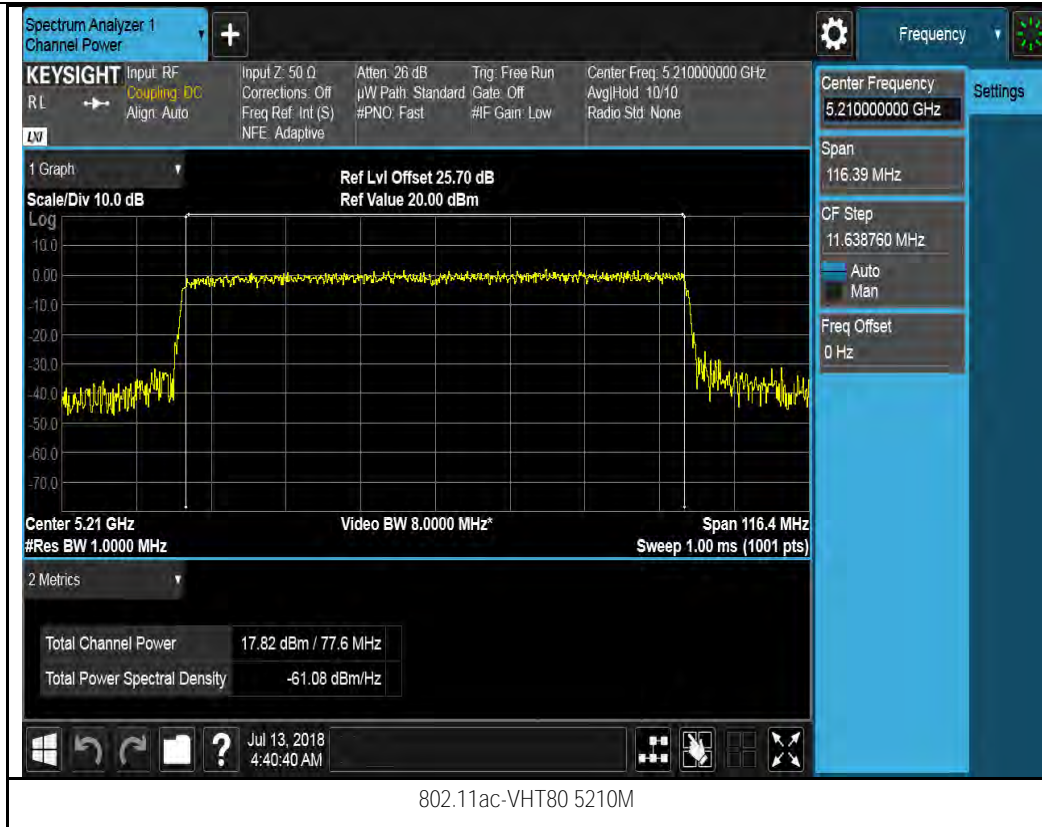 Spectrum Analyzer 1
Channel Power
+
Frequency
KEYSIGHT
RL
LXI
Input: RF
Coupling: DC
Align: Auto
Input Z: 50 Ω
Corrections: Off
Freq Ref: Int (S)
NFE: Adaptive
Atten: 26 dB
µW Path: Standard
#PNO: Fast
Trig: Free Run
Gate: Off
#IF Gain: Low
Center Freq: 5.210000000 GHz
Avg|Hold: 10/10
Radio Std: None
Center Frequency
5.210000000 GHz
Settings
Span
116.39 MHz
CF Step
11.638760 MHz
Auto
Man
Freq Offset
0 Hz
1 Graph
Scale/Div 10.0 dB
Ref Lvl Offset 25.70 dB
Ref Value 20.00 dBm
Log
10.0
0.00
-10.0
-20.0
-30.0
-40.0
-50.0
-60.0
-70.0
Center 5.21 GHz
#Res BW 1.0000 MHz
Video BW 8.0000 MHz*
Span 116.4 MHz
Sweep 1.00 ms (1001 pts)
2 Metrics
Total Channel Power 17.82 dBm / 77.6 MHz
Total Power Spectral Density -61.08 dBm/Hz
?
Jul 13, 2018
4:40:40 AM
802.11ac-VHT80 5210M